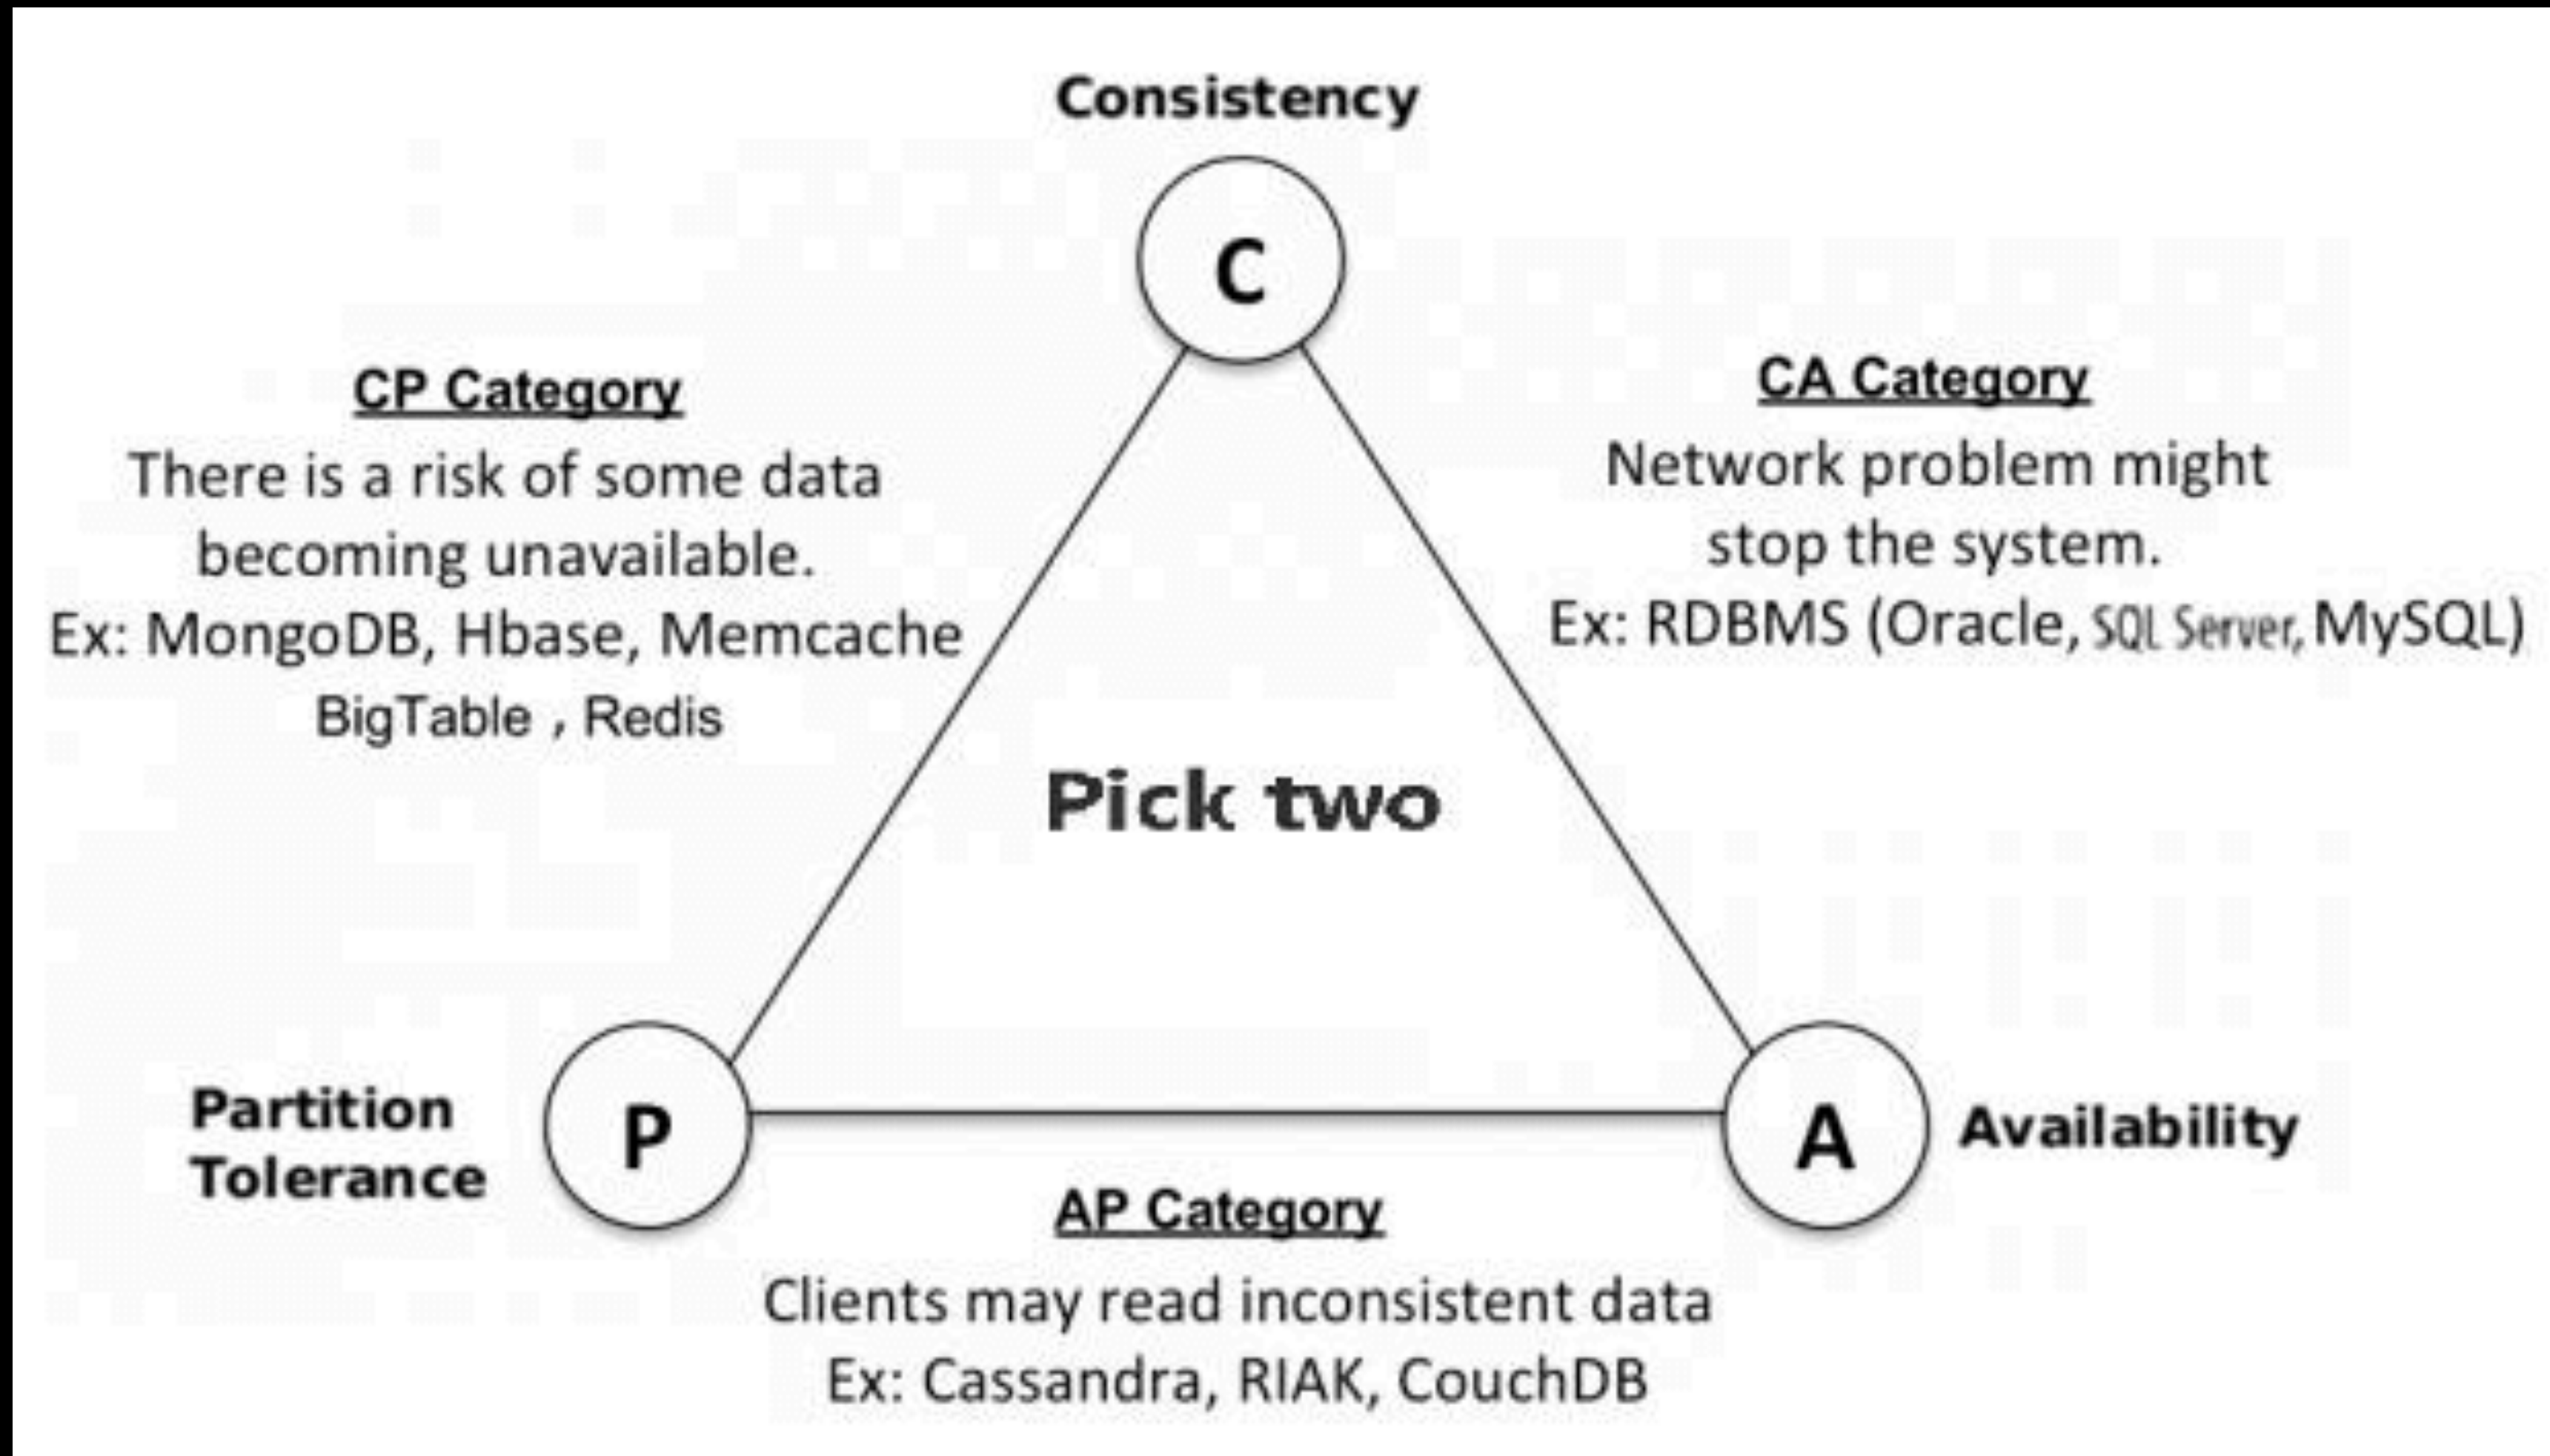 Consistency
C
CP Category
There is a risk of some data
becoming unavailable.
Ex: MongoDB, Hbase, Memcache
BigTable , Redis
CA Category
Network problem might
stop the system.
Ex: RDBMS (Oracle, SQL Server, MySQL)
Pick two
Partition
Tolerance
P
A
Availability
AP Category
Clients may read inconsistent data
Ex: Cassandra, RIAK, CouchDB